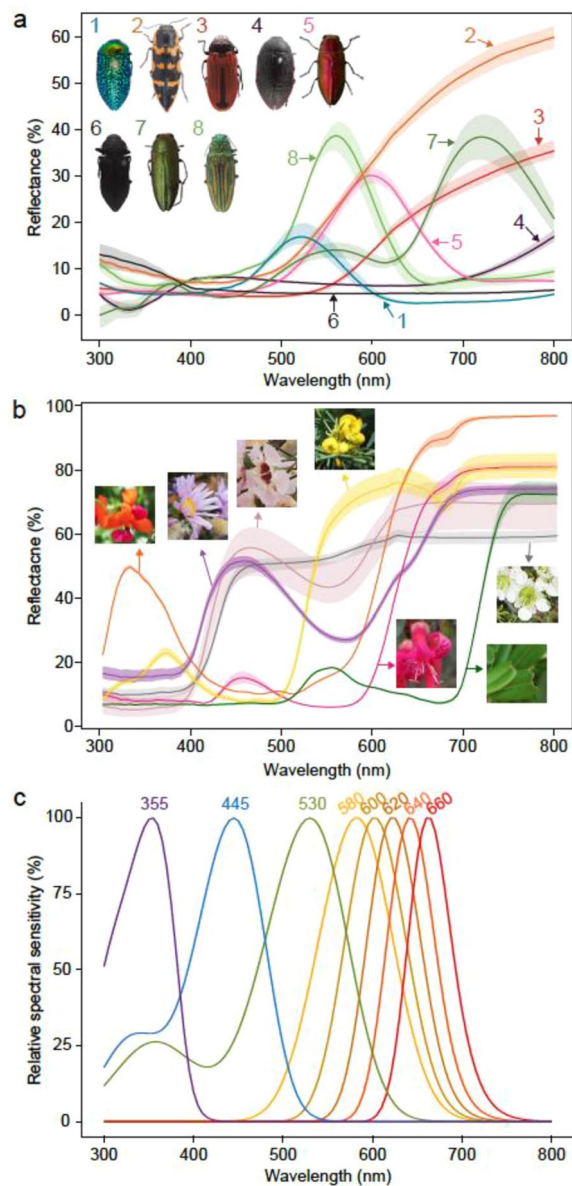 a
1 2 3 4 5
6 7 8
Reflectance (%)
60
50
40
30
20
10
0
2
3
7
8
5
4
6
1
300 400 500 600 700 800
Wavelength (nm)
b
Reflectacne (%)
100
80
60
40
20
0
300 400 500 600 700 800
Wavelength (nm)
c
355 445 530 580 600 620 640 660
Relative spectral sensitivity (%)
100
75
50
25
0
300 400 500 600 700 800
Wavelength (nm)